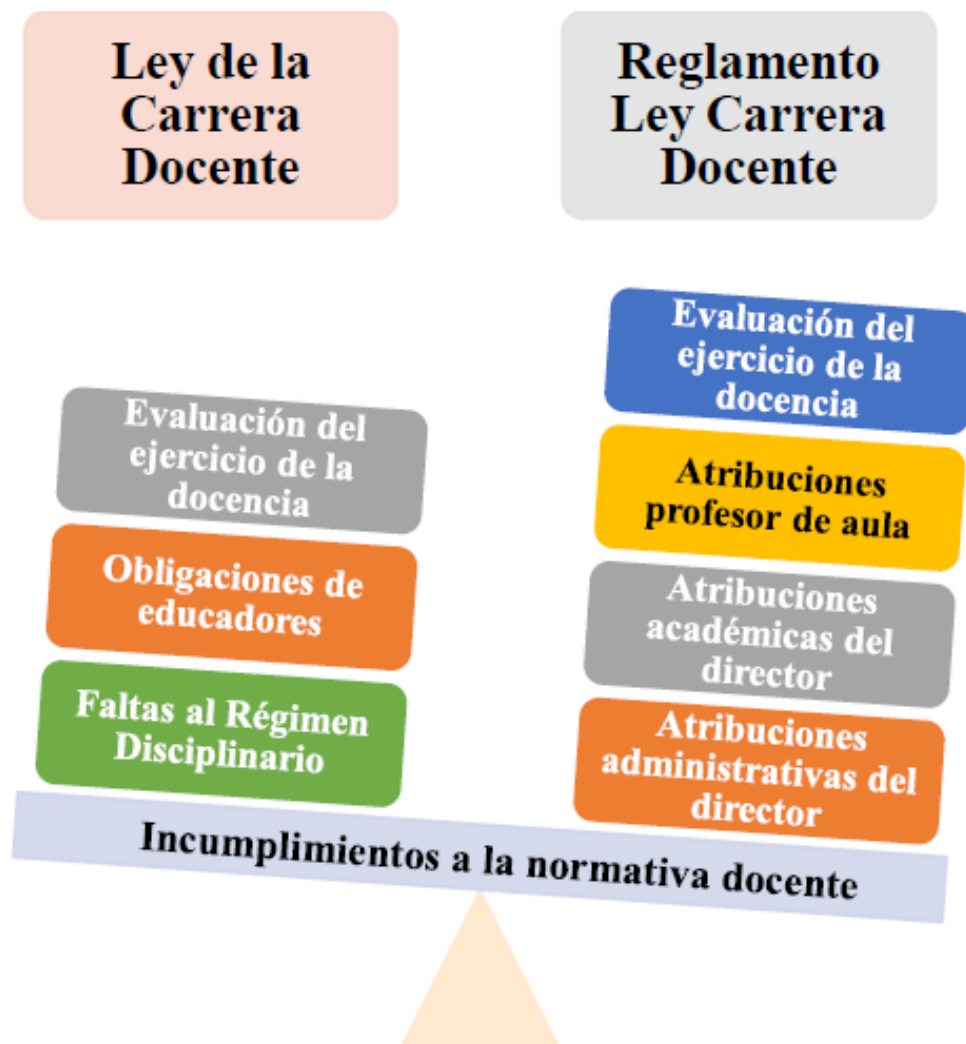 Ley de la
Carrera
Docente
Reglamento
Ley Carrera
Docente
Evaluación del
ejercicio de la
docencia
Obligaciones de
educadores
Faltas al Régimen
Disciplinario
Evaluación del
ejercicio de la
docencia
Atribuciones
profesor de aula
Atribuciones
académicas del
director
Atribuciones
administrativas del
director
Incumplimientos a la normativa docente